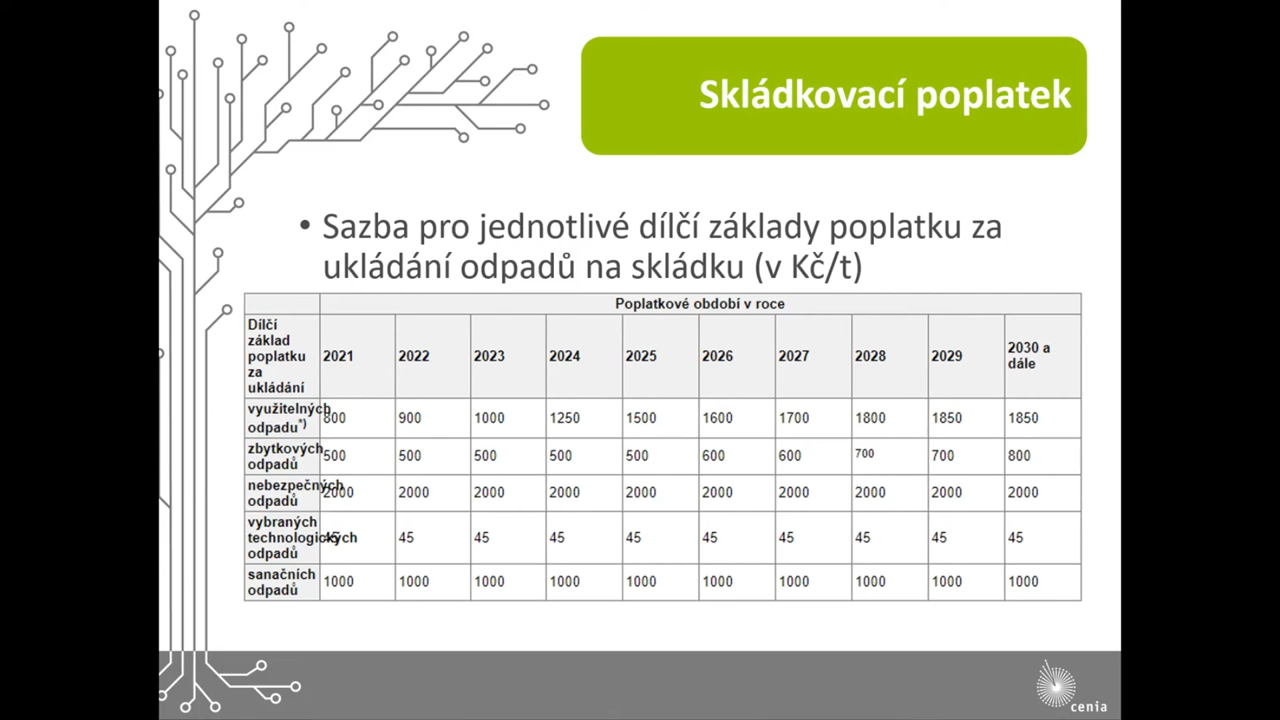 Skládkovací poplatek
• Sazba pro jednotlivé dílčí základy poplatku za
ukládání odpadů na skládku (v Kč/t)
Poplatkové období v roce
Dílčí
základ
poplatku
za
ukládání
2021 2022 2023 2024 2025 2026 2027 2028 2029 2030 a
dále
využitelných
odpadu*)
800 900 1000 1250 1500 1600 1700 1800 1850 1850
zbytkových
odpadů
500 500 500 500 500 600 600 700 700 800
nebezpečných
odpadů
2000 2000 2000 2000 2000 2000 2000 2000 2000 2000
vybraných
technologických
odpadů
45 45 45 45 45 45 45 45 45 45
sanačních
odpadů
1000 1000 1000 1000 1000 1000 1000 1000 1000 1000
cenia